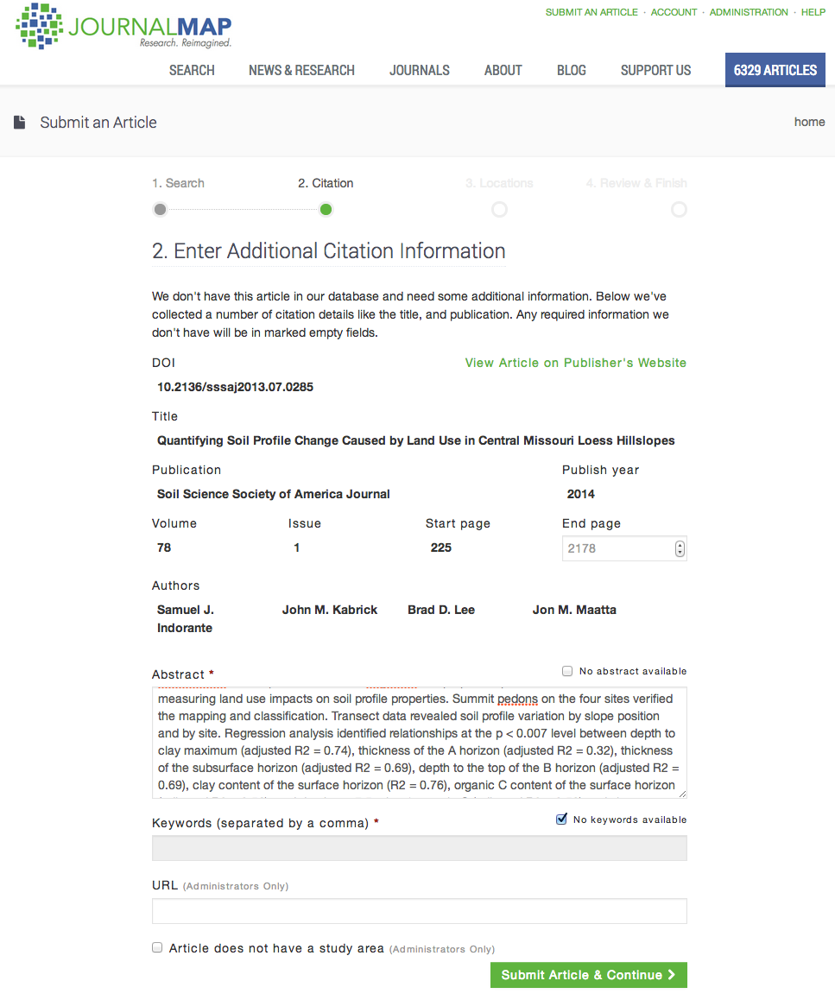 SUBMIT AN ARTICLE · ACCOUNT · ADMINISTRATION · HELP
JOURNALMAP
Research. Reimagined.
SEARCH NEWS & RESEARCH JOURNALS ABOUT BLOG SUPPORT US 6329 ARTICLES
Submit an Article home
1. Search 2. Citation 3. Locations 4. Review & Finish
2. Enter Additional Citation Information
We don't have this article in our database and need some additional information. Below we've
collected a number of citation details like the title, and publication. Any required information we
don't have will be in marked empty fields.
DOI View Article on Publisher's Website
10.2136/sssaj2013.07.0285
Title
Quantifying Soil Profile Change Caused by Land Use in Central Missouri Loess Hillslopes
Publication Publish year
Soil Science Society of America Journal 2014
Volume Issue Start page End page
78 1 225 2178
Authors
Samuel J. John M. Kabrick Brad D. Lee Jon M. Maatta
Indorante
Abstract * No abstract available
measuring land use impacts on soil profile properties. Summit pedons on the four sites verified
the mapping and classification. Transect data revealed soil profile variation by slope position
and by site. Regression analysis identified relationships at the p < 0.007 level between depth to
clay maximum (adjusted R2 = 0.74), thickness of the A horizon (adjusted R2 = 0.32), thickness
of the subsurface horizon (adjusted R2 = 0.69), depth to the top of the B horizon (adjusted R2 =
0.69), clay content of the surface horizon (R2 = 0.76), organic C content of the surface horizon
Keywords (separated by a comma) * No keywords available
URL (Administrators Only)
Article does not have a study area (Administrators Only)
Submit Article & Continue